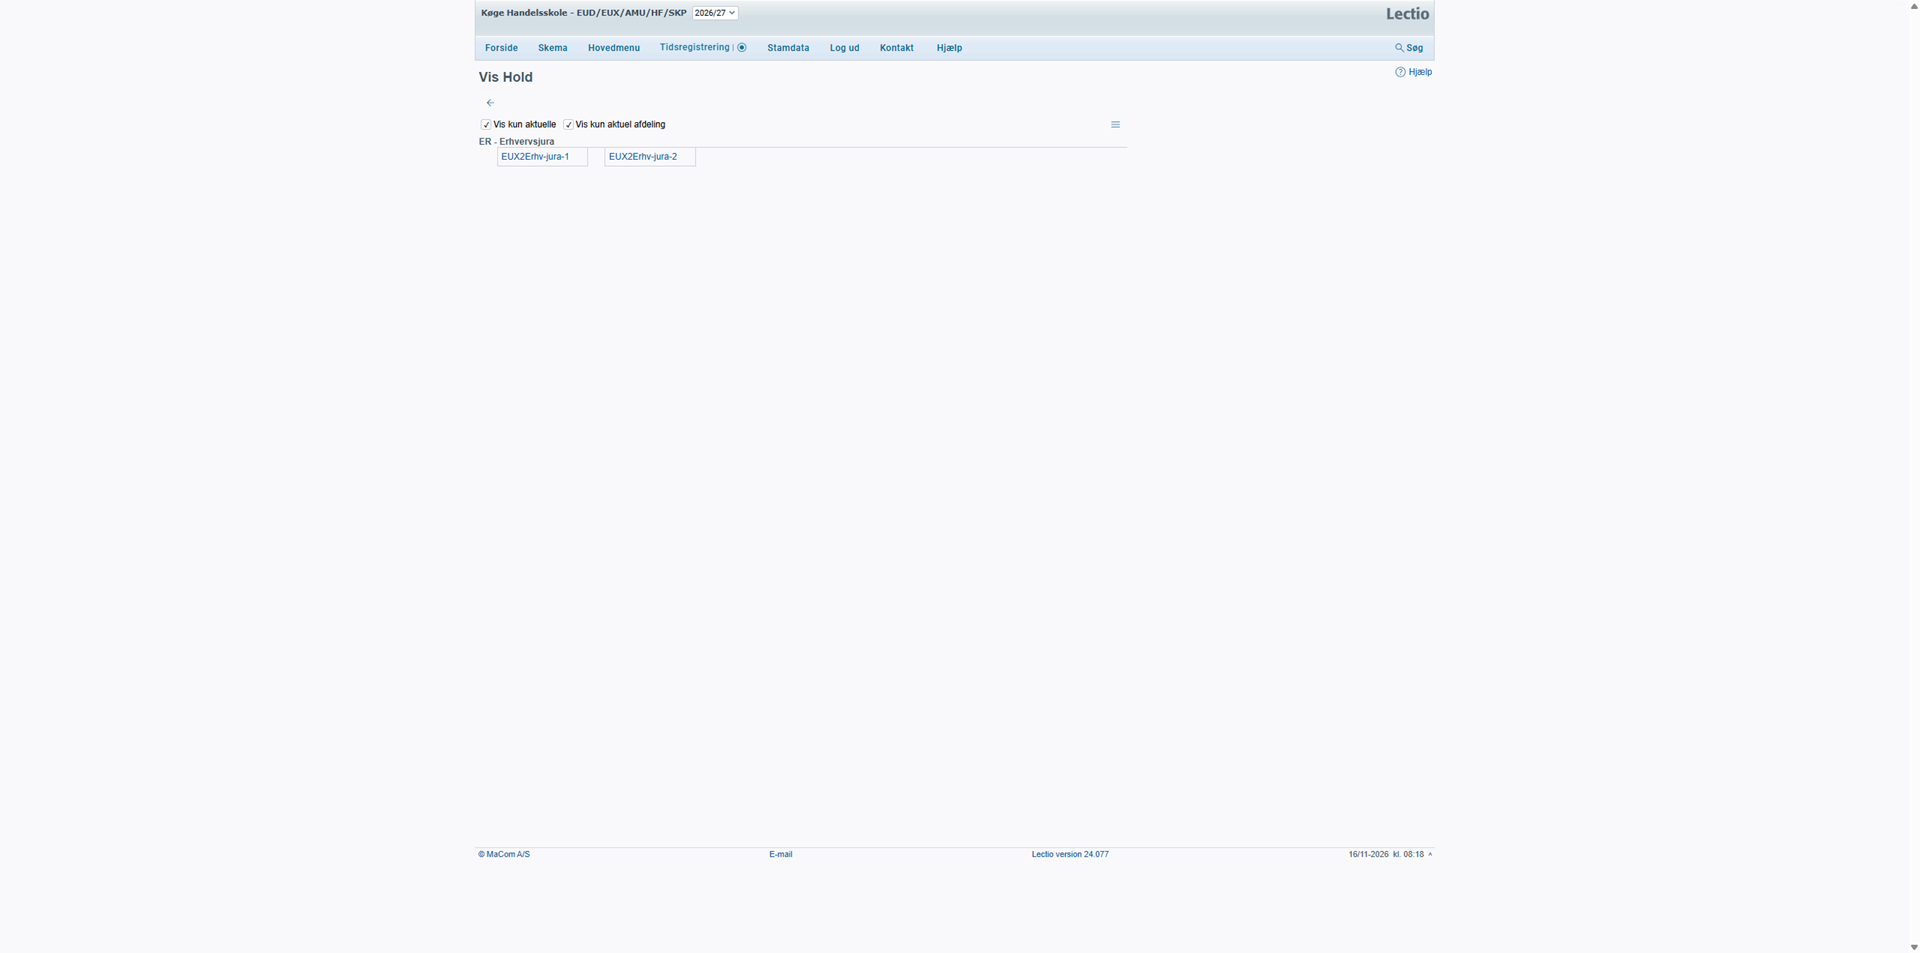 Køge Handelsskole - EUD/EUX/AMU/HF/SKP 2026/27 Lectio
Forside Skema Hovedmenu Tidsregistrering | Stamdata Log ud Kontakt Hjælp Søg
Vis Hold
Hjælp
Vis kun aktuelle Vis kun aktuel afdeling
ER - Erhvervsjura
EUX2Erhv-jura-1 EUX2Erhv-jura-2
© MaCom A/S E-mail Lectio version 24.077 16/11-2026 kl. 08:18 ^